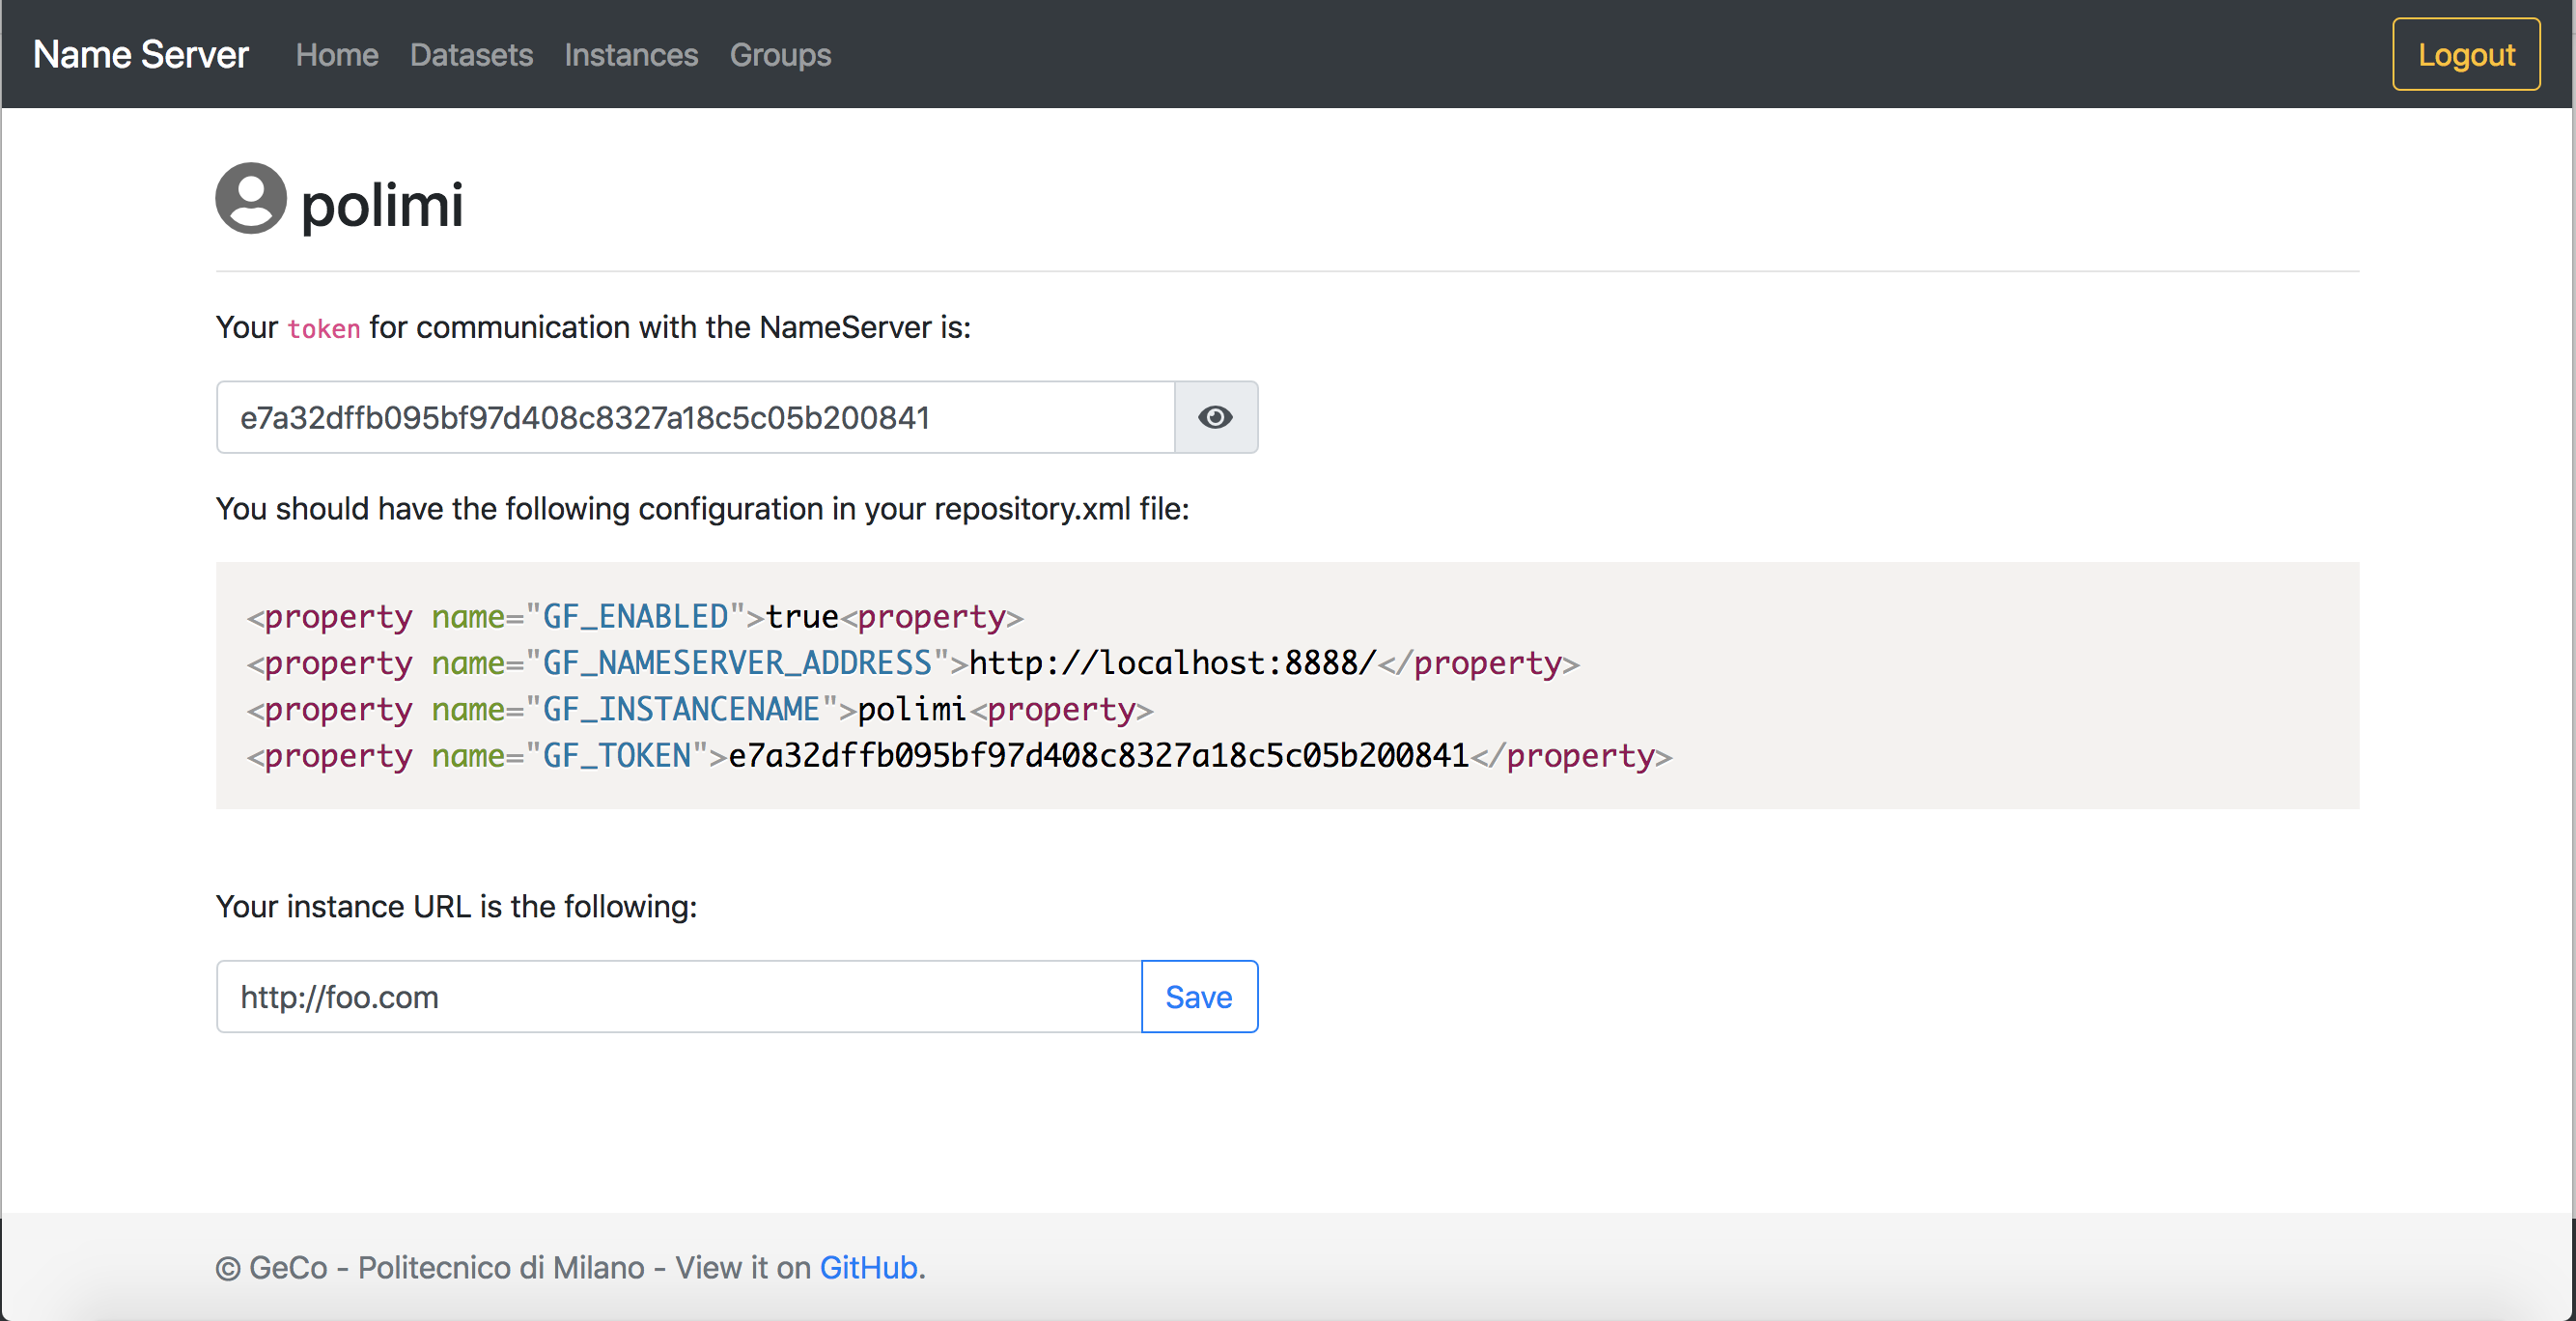 Name Server Home Datasets Instances Groups Logout
polimi
Your token for communication with the NameServer is:
e7a32dffb095bf97d408c8327a18c5c05b200841
You should have the following configuration in your repository.xml file:
<property name="GF_ENABLED">true<property>
<property name="GF_NAMESERVER_ADDRESS">http://localhost:8888/</property>
<property name="GF_INSTANCENAME">polimi<property>
<property name="GF_TOKEN">e7a32dffb095bf97d408c8327a18c5c05b200841</property>
Your instance URL is the following:
http://foo.com Save
© GeCo - Politecnico di Milano - View it on GitHub.